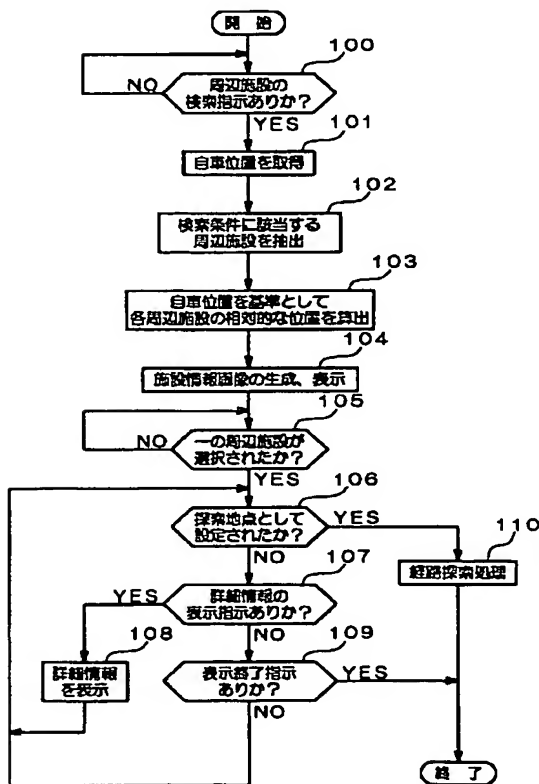 開 始
100
周辺施設の
検索指示ありか?
NO
YES
101
自車位置を取得
102
検索条件に該当する
周辺施設を抽出
103
自車位置を基準として
各周辺施設の相対的な位置を算出
104
施設情報画像の生成、表示
105
一の周辺施設が
選択されたか?
NO
YES
106
探索地点として
設定されたか?
YES
NO
110
経路探索処理
107
詳細情報の
表示指示ありか?
YES
NO
108
詳細情報
を表示
109
表示終了指示
ありか?
YES
NO
終 了